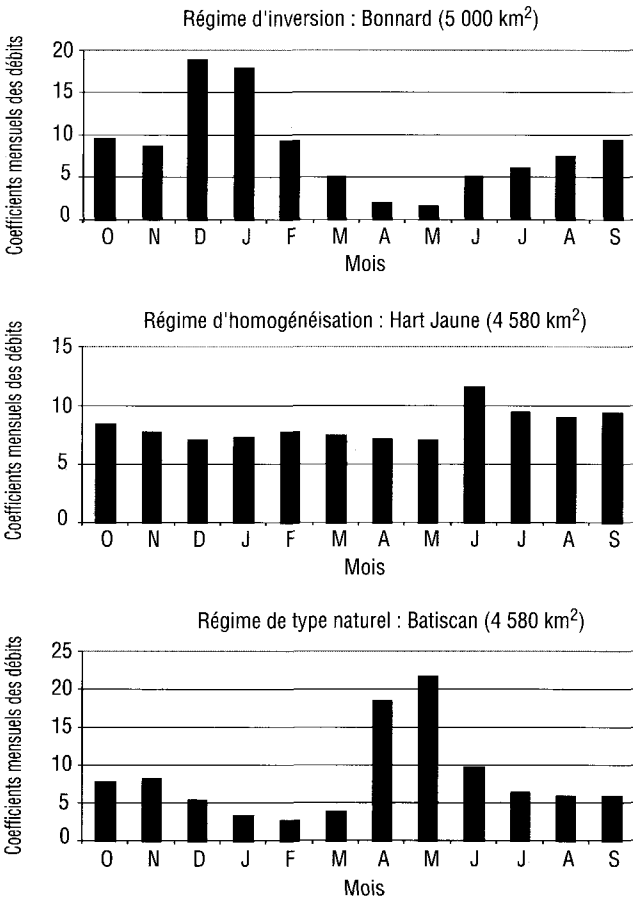 Régime d'inversion : Bonnard (5 000 km²)
Coefficients mensuels des débits
20
15
10
5
0
O N D J F M A M J J A S
Mois
Régime d'homogénéisation : Hart Jaune (4 580 km²)
Coefficients mensuels des débits
15
10
5
0
O N D J F M A M J J A S
Mois
Régime de type naturel : Batiscan (4 580 km²)
Coefficients mensuels des débits
25
20
15
10
5
0
O N D J F M A M J J A S
Mois